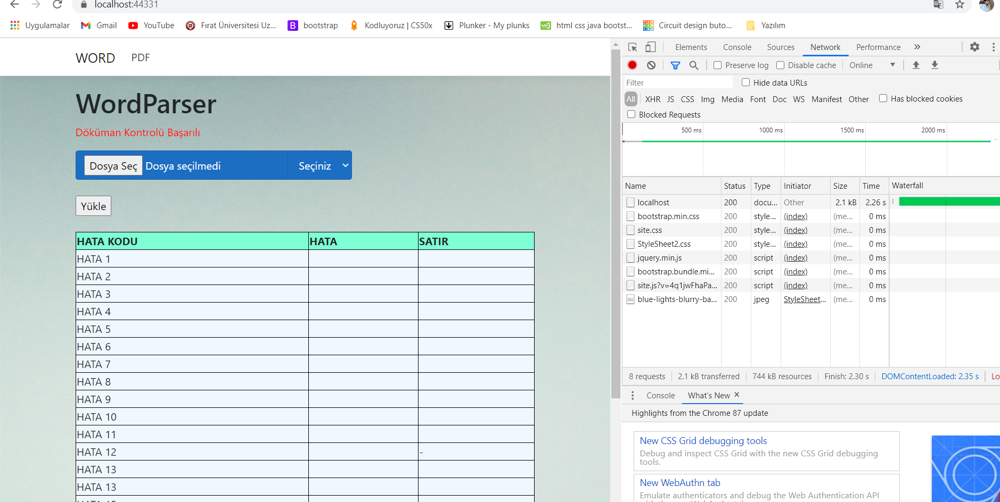 localhost:44331
Uygulamalar Gmail YouTube Fırat Üniversitesi Uz... B bootstrap Kodluyoruz | CS50x Plunker - My plunks html css java bootst... Circuit design buto... Yazılım
WORD PDF
WordParser
Döküman Kontrolü Başarılı
Dosya Seç Dosya seçilmedi Seçiniz
Yükle
HATA KODU HATA SATIR
HATA 1
HATA 2
HATA 3
HATA 4
HATA 5
HATA 6
HATA 7
HATA 8
HATA 9
HATA 10
HATA 11
HATA 12 -
HATA 13
HATA 13
Elements Console Sources Network Performance »
Preserve log Disable cache Online
Filter Hide data URLs
All XHR JS CSS Img Media Font Doc WS Manifest Other Has blocked cookies
Blocked Requests
500 ms 1000 ms 1500 ms 2000 ms
Name Status Type Initiator Size Time Waterfall
localhost 200 docu... Other 2.1 kB 2.26 s
bootstrap.min.css 200 style... (index) (me... 0 ms
site.css 200 style... (index) (me... 0 ms
StyleSheet2.css 200 style... (index) (me... 0 ms
jquery.min.js 200 script (index) (me... 0 ms
bootstrap.bundle.mi... 200 script (index) (me... 0 ms
site.js?v=4q1jwFhaPa... 200 script (index) (me... 0 ms
blue-lights-blurry-ba... 200 jpeg StyleSheet... (me... 0 ms
8 requests 2.1 kB transferred 744 kB resources Finish: 2.30 s DOMContentLoaded: 2.35 s Lo
Console What's New ×
Highlights from the Chrome 87 update
New CSS Grid debugging tools
Debug and inspect CSS Grid with the new CSS Grid debugging
tools.
New WebAuthn tab
Emulate authenticators and debug the Web Authentication API